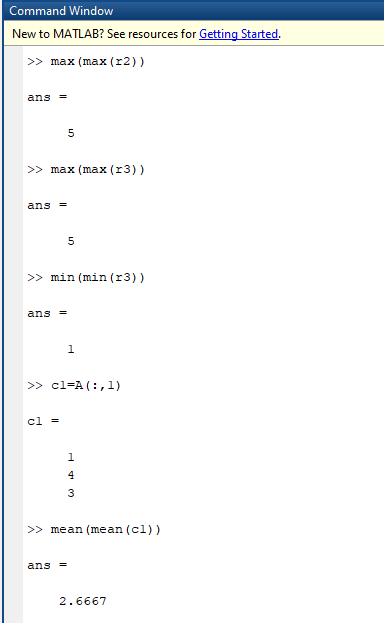 Command Window
New to MATLAB? See resources for Getting Started.
>> max(max(r2))
ans =
5
>> max(max(r3))
ans =
5
>> min(min(r3))
ans =
1
>> c1=A(:,1)
c1 =
1
4
3
>> mean(mean(c1))
ans =
2.6667